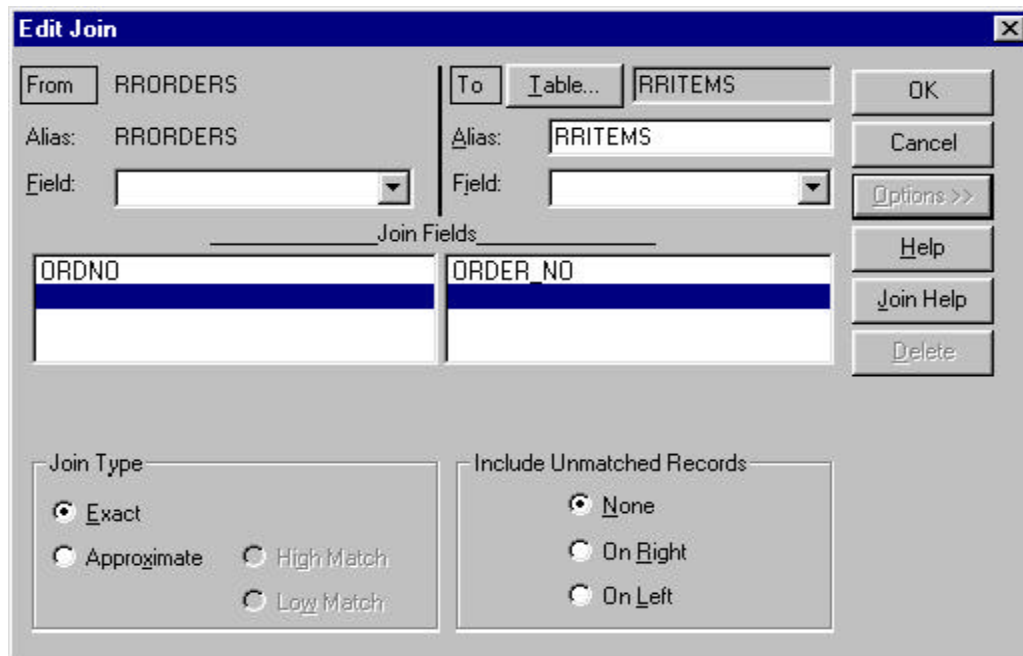 Edit Join
From RRORDERS To Table... RRITEMS OK
Alias: RRORDERS Alias: RRITEMS Cancel
Field: Field: Options >>
Join Fields
ORDNO ORDER_NO Help
Join Help
Delete
Join Type Include Unmatched Records
Exact None
Approximate High Match On Right
Low Match On Left